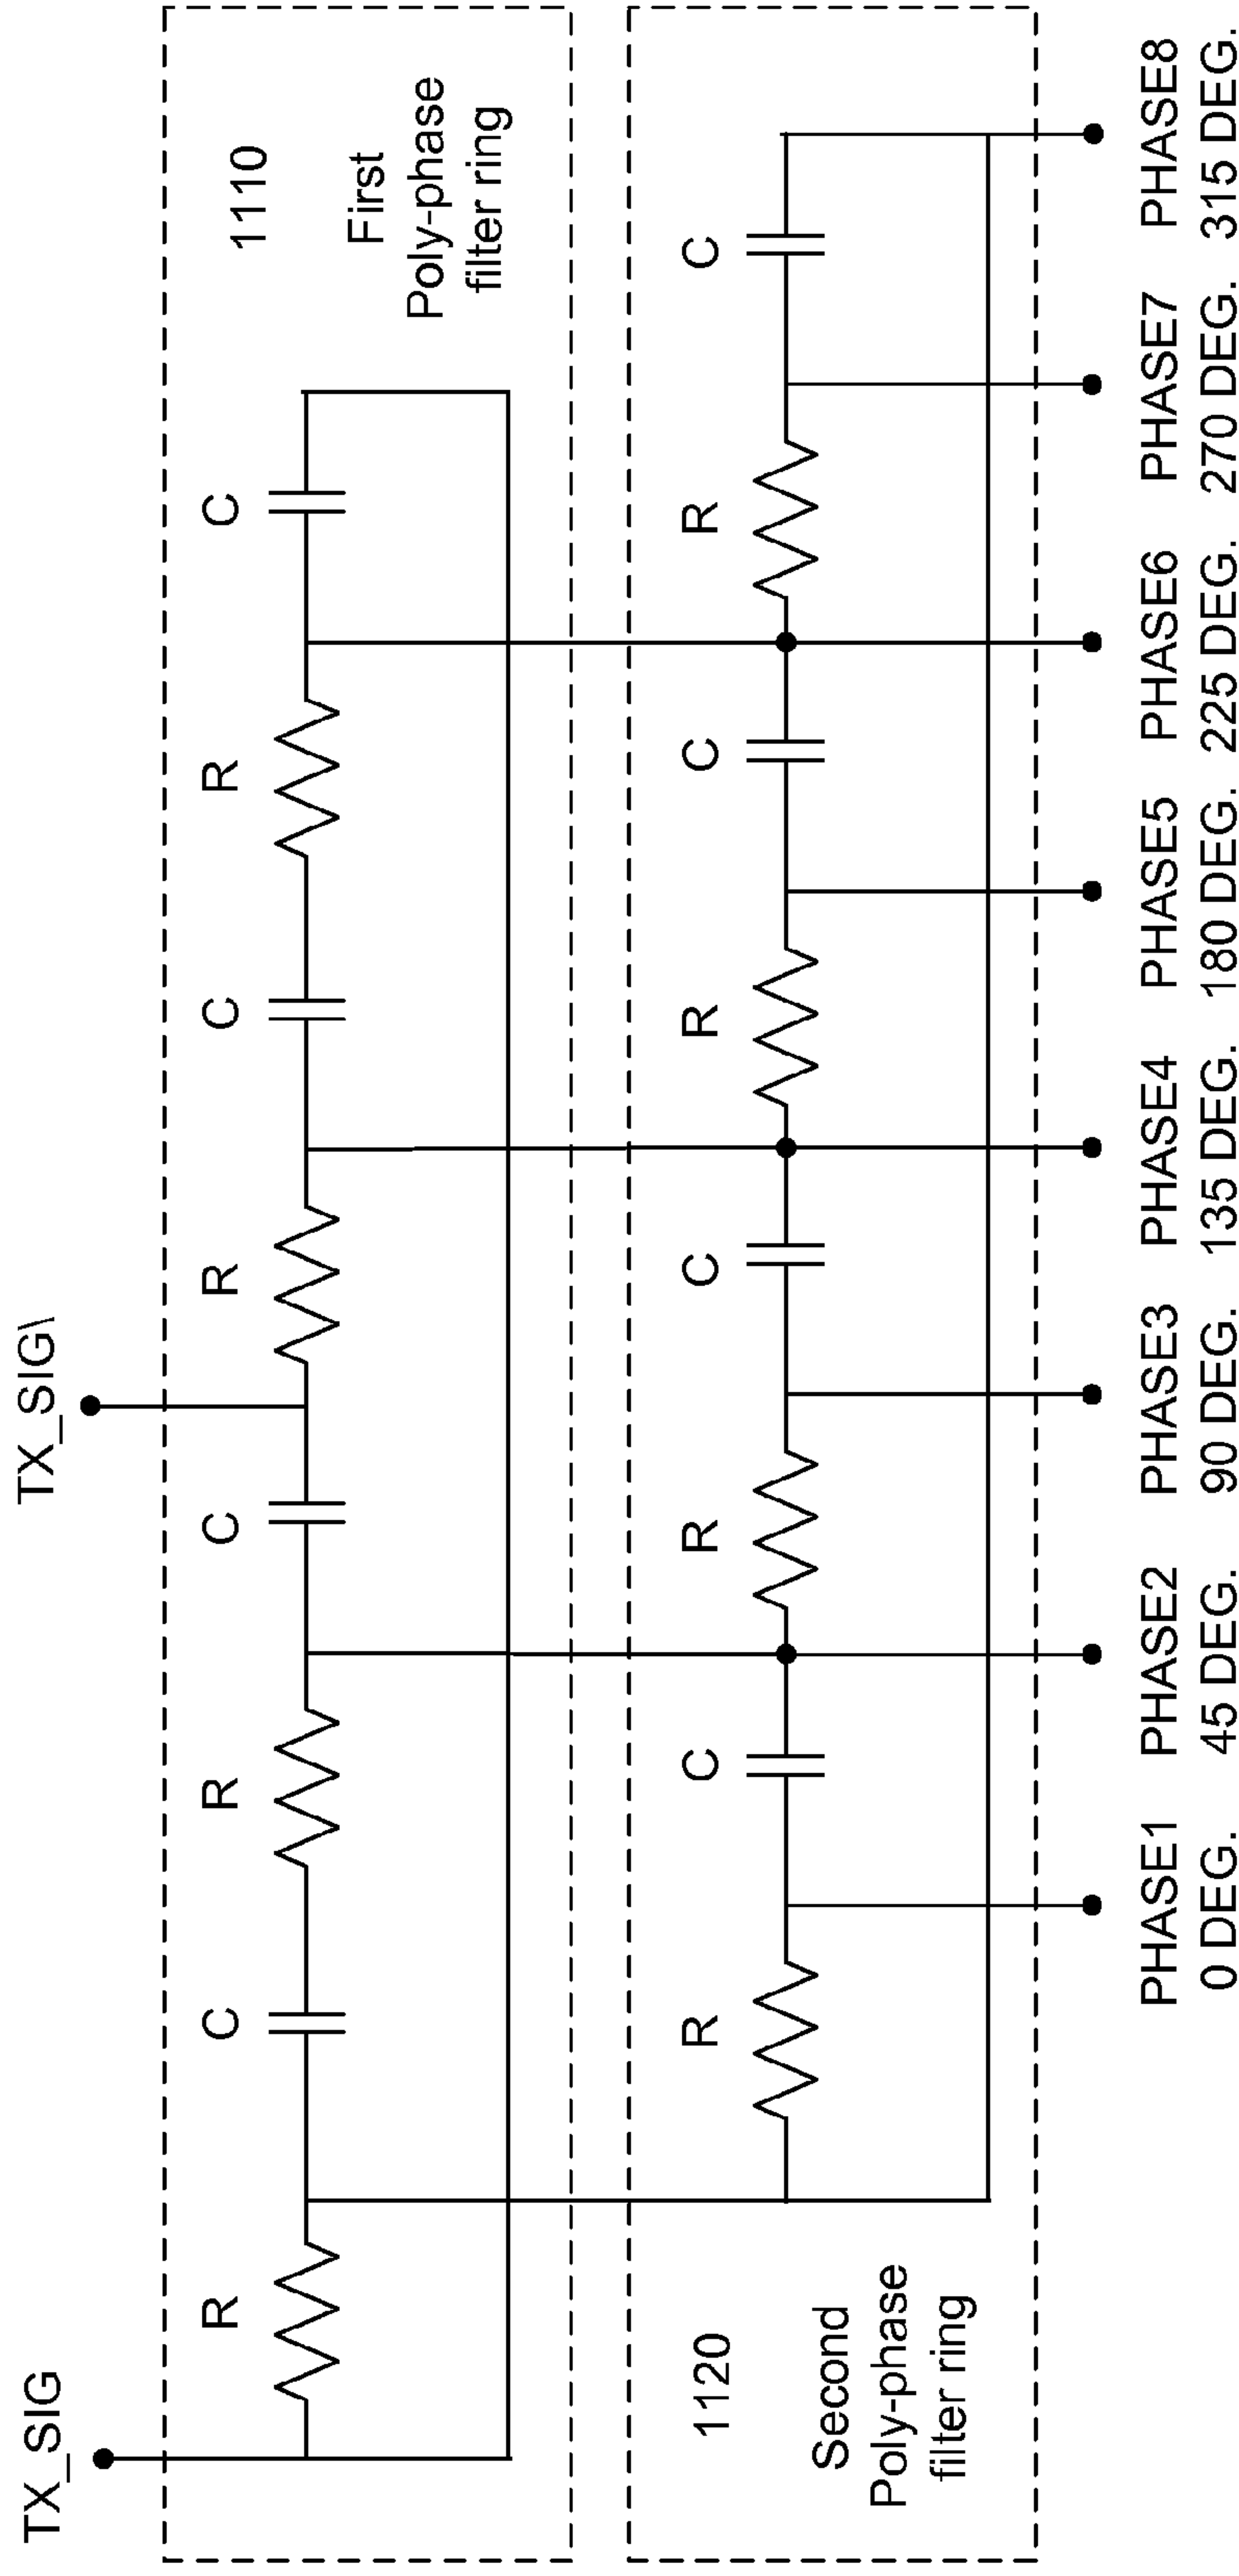 TX_SIG
TX_SIG\
R
C
R
C
R
C
R
C
1110
First
Poly-phase
filter ring
1120
Second
Poly-phase
filter ring
R
C
R
C
R
C
R
C
PHASE1 PHASE2 PHASE3 PHASE4 PHASE5 PHASE6 PHASE7 PHASE8
0 DEG. 45 DEG. 90 DEG. 135 DEG. 180 DEG. 225 DEG. 270 DEG. 315 DEG.